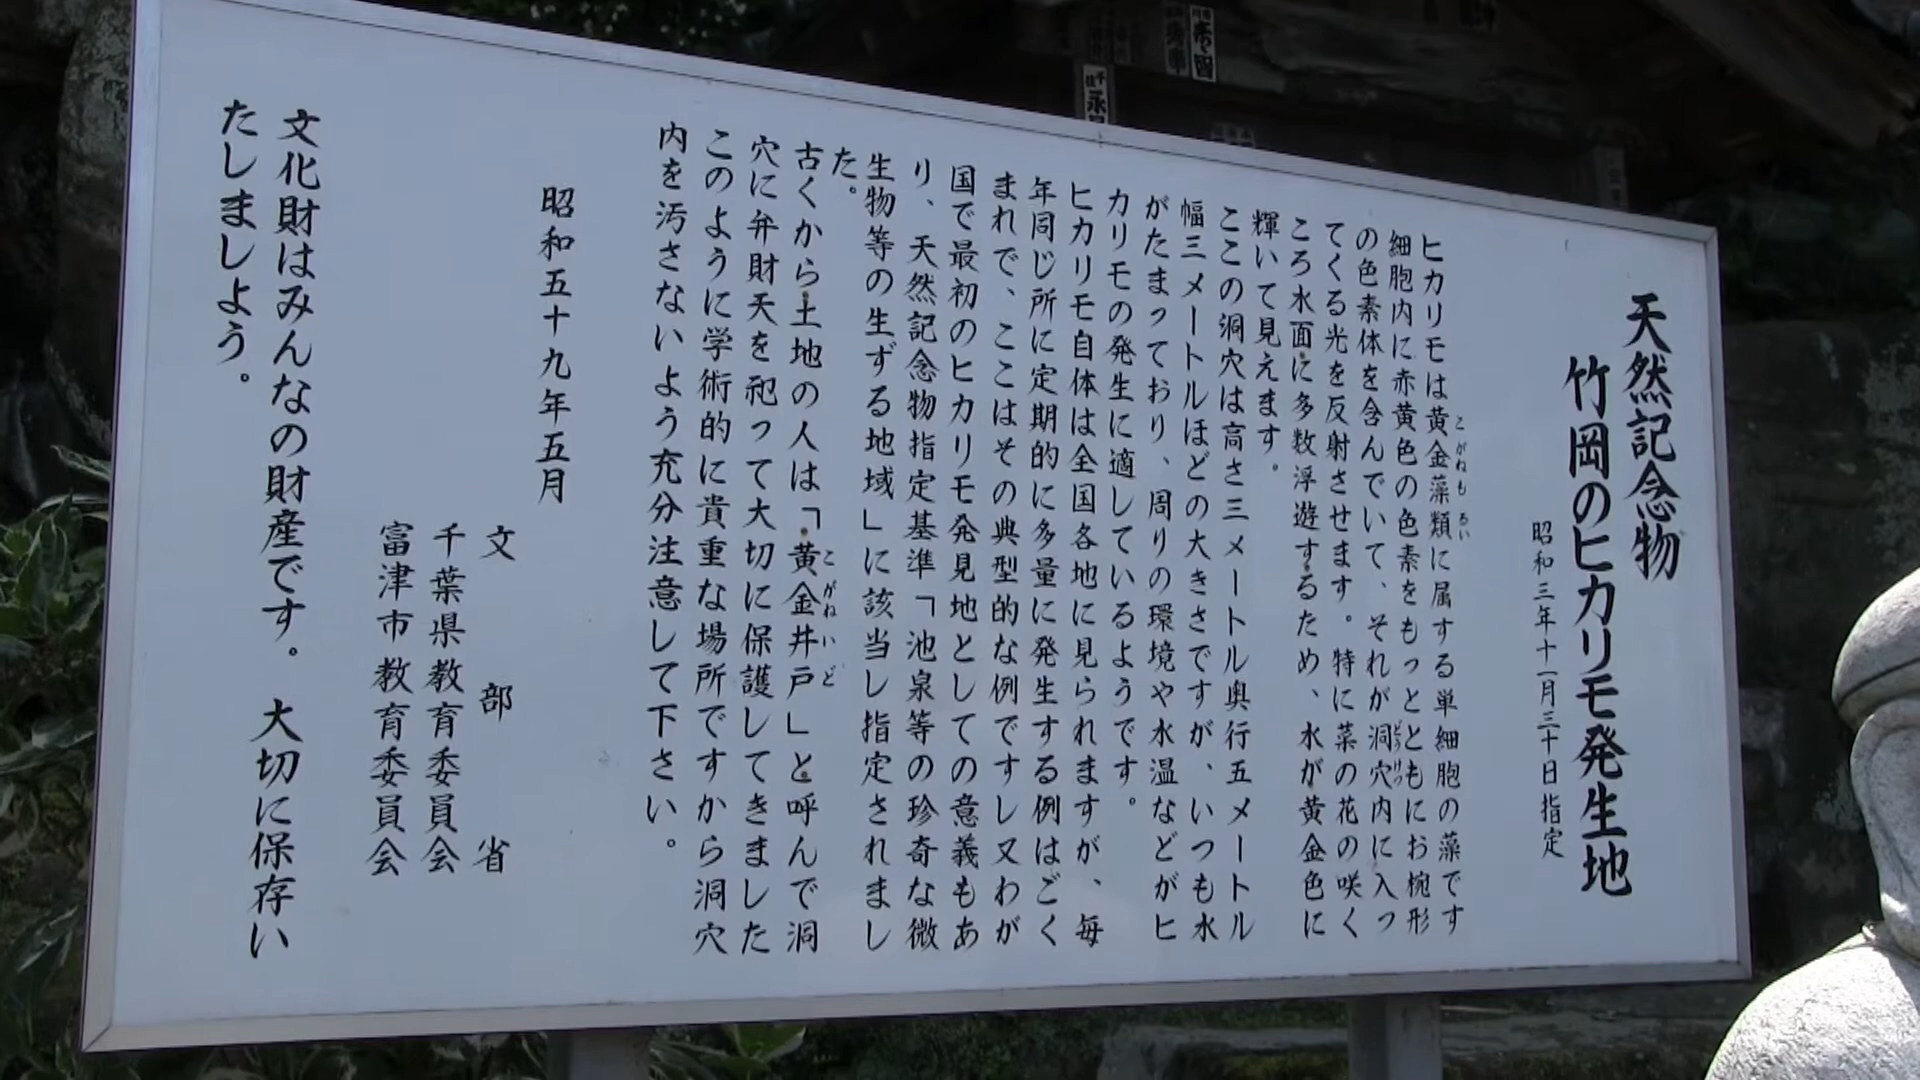 天然記念物
竹岡のヒカリモ発生地
昭和三年十一月三十日指定
ヒカリモは黄金藻類に属する単細胞の藻です
こがねもるい
細胞内に赤黄色の色素をもっとともにお椀形
の色素体を含んでいて、それが洞穴内に入っ
どうけつ
てくる光を反射させます。特に菜の花の咲く
ころ水面に多数浮遊するため、水が黄金色に
輝いて見えます。
ここの洞穴は高さ三メートル奥行五メートル
幅三メートルほどの大きさですが、いつも水
がたまっており、周りの環境や水温などがヒ
カリモの発生に適しているようです。
ヒカリモ自体は全国各地に見られますが、毎
年同じ所に定期的に多量に発生する例はごく
まれで、ここはその典型的な例ですし又わが
国で最初のヒカリモ発見地としての意義もあ
り、天然記念物指定基準「池泉等の珍奇な微
生物等の生ずる地域」に該当し指定されまし
た。
古くから土地の人は「黄金井戸」と呼んで洞
こがねいど
穴に弁財天を祀って大切に保護してきました
このように学術的に貴重な場所ですから洞穴
内を汚さないよう充分注意して下さい。
昭和五十九年五月
文部省
千葉県教育委員会
富津市教育委員会
文化財はみんなの財産です。大切に保存い
たしましよう。